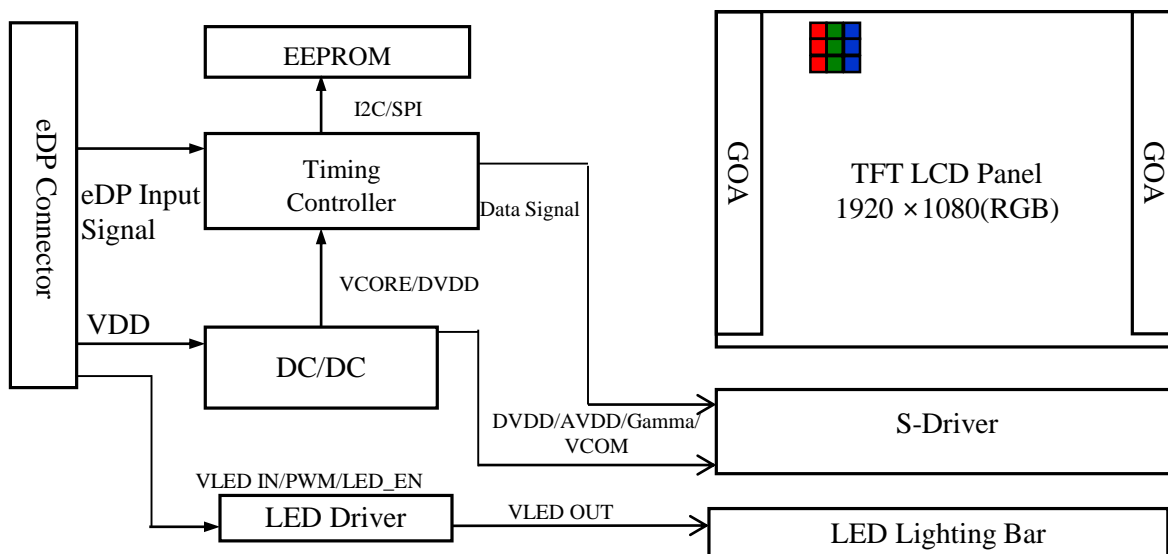 eDP Connector
EEPROM
I2C/SPI
Timing
Controller
eDP Input
Signal
Data Signal
VCORE/DVDD
VDD
DC/DC
DVDD/AVDD/Gamma/
VCOM
VLED IN/PWM/LED_EN
LED Driver
VLED OUT
GOA
TFT LCD Panel
1920 ×1080(RGB)
GOA
S-Driver
LED Lighting Bar